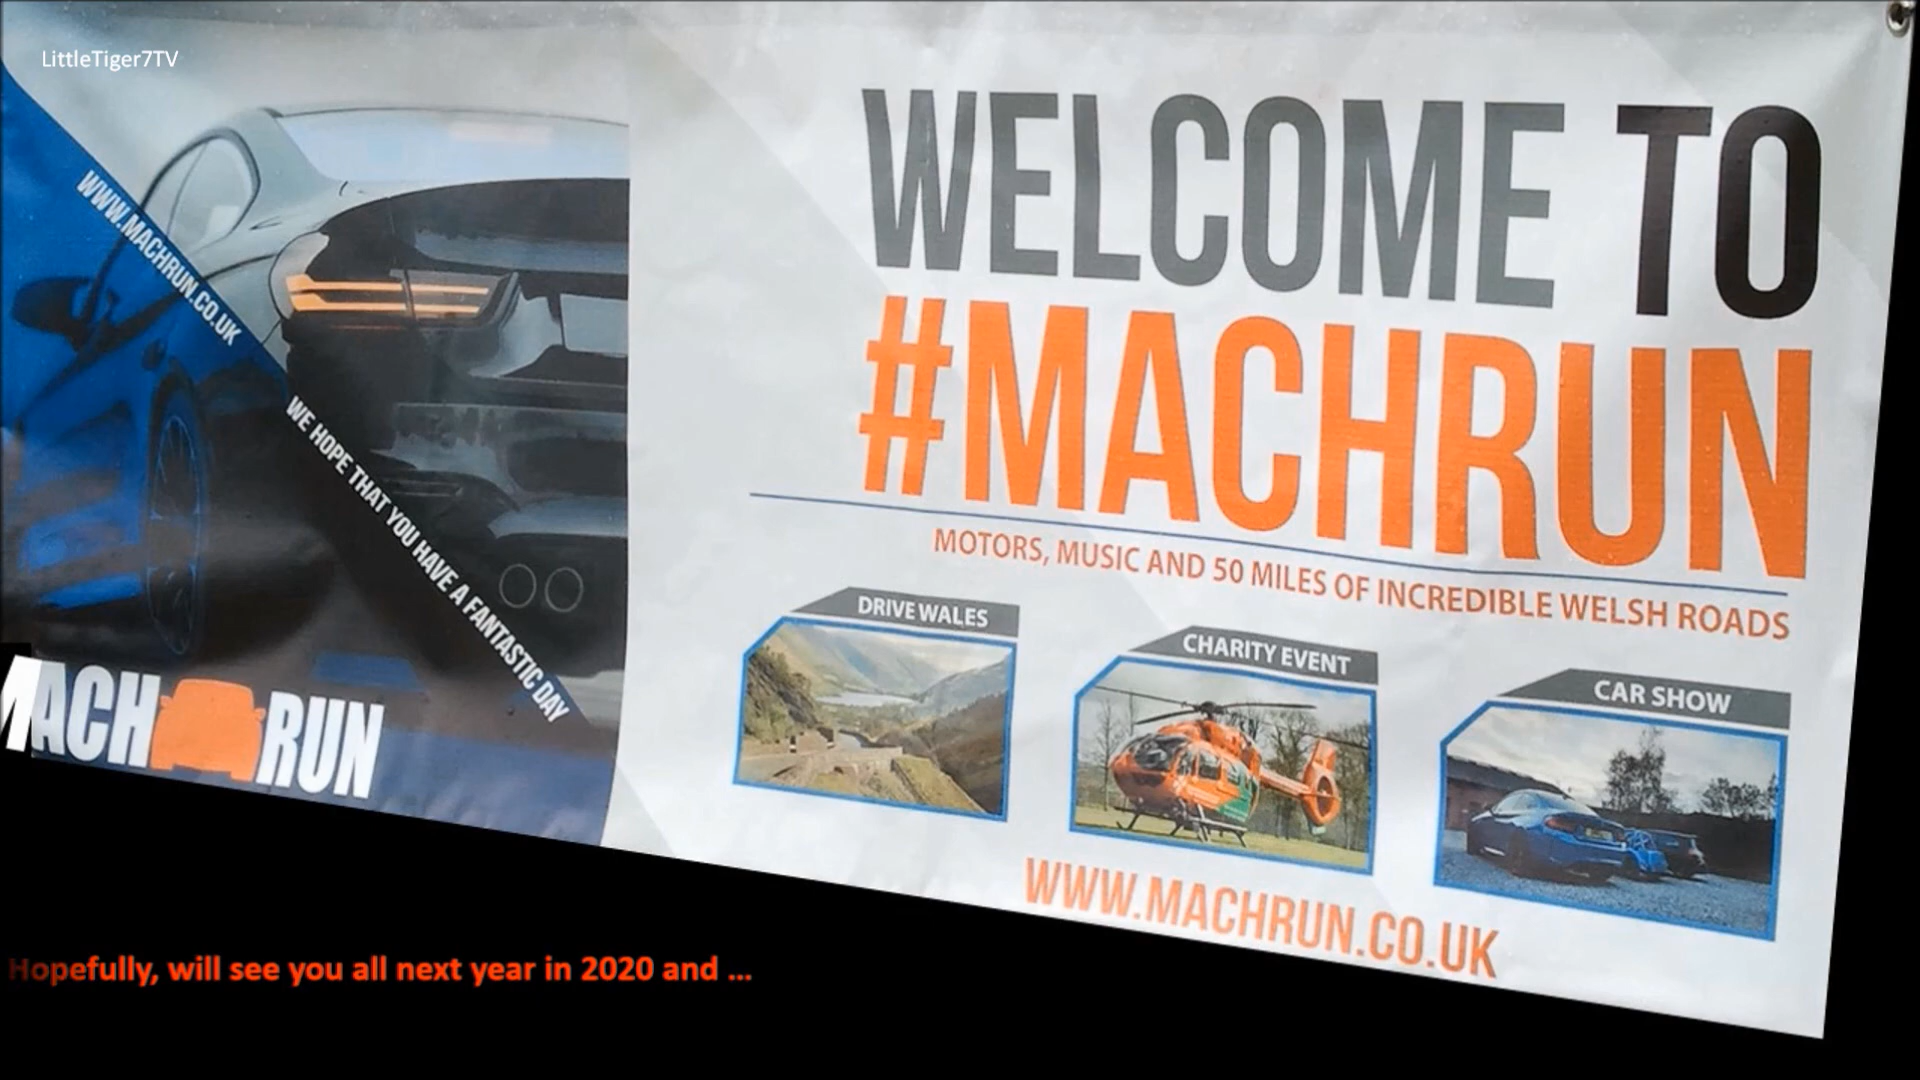 LittleTiger7TV
WWW.MACHRUN.CO.UK
WE HOPE THAT YOU HAVE A FANTASTIC DAY
MACH RUN
WELCOME TO
#MACHRUN
MOTORS, MUSIC AND 50 MILES OF INCREDIBLE WELSH ROADS
DRIVE WALES
CHARITY EVENT
CAR SHOW
WWW.MACHRUN.CO.UK
Hopefully, will see you all next year in 2020 and ...